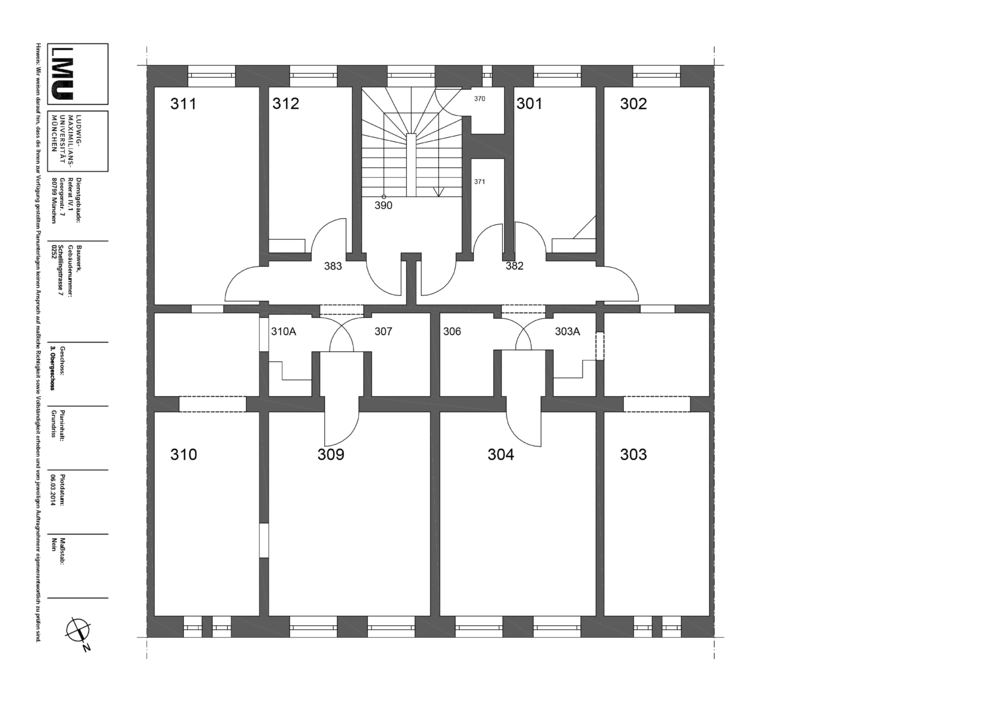 LMU
LUDWIG-
MAXIMILIANS-
UNIVERSITÄT
MÜNCHEN
Dienstgebäude:
Referat IV.1
Georgenstr. 7
80799 München
Bauwerk,
Gebäudenummer:
Schellingstrasse 7
0252
Geschoss:
3. Obergeschoss
Planinhalt:
Grundriss
Plotdatum:
06.03.2014
Maßstab:
Nein
Hinweis: Wir weisen darauf hin, dass die Ihnen zur Verfügung gestellten Planunterlagen keinen Anspruch auf maßliche Richtigkeit sowie Vollständigkeit erheben und vom jeweiligen Auftragnehmer eigenverantwortlich zu prüfen sind.
N
311
312
370
301
302
371
390
383
382
310A
307
306
303A
310
309
304
303